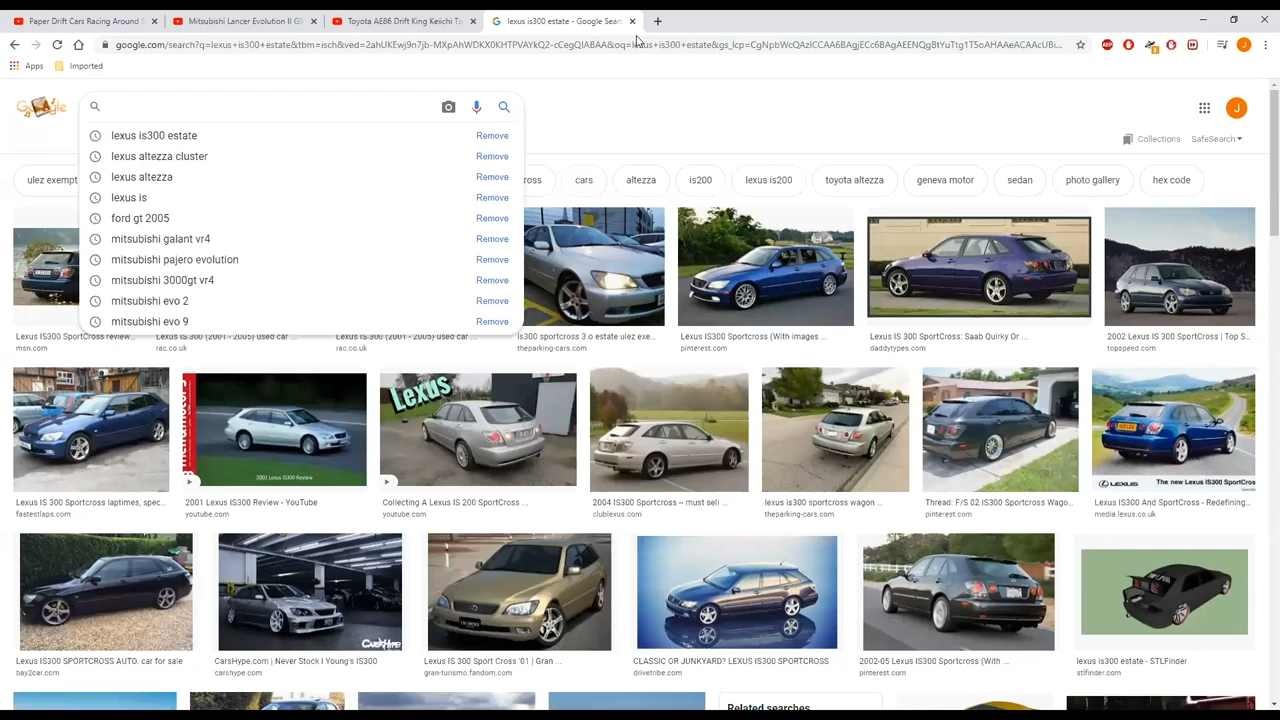 Paper Drift Cars Racing Around S
Mitsubishi Lancer Evolution II GS
Toyota AE86 Drift King Keiichi Ts
lexus is300 estate - Google Sear
Apps
Imported
Google
Collections
SafeSearch
lexus is300 estate Remove
lexus altezza cluster Remove
lexus altezza Remove
lexus is Remove
ford gt 2005 Remove
mitsubishi galant vr4 Remove
mitsubishi pajero evolution Remove
mitsubishi 3000gt vr4 Remove
mitsubishi evo 2 Remove
mitsubishi evo 9 Remove
ulez exempt
ross
cars
altezza
is200
lexus is200
toyota altezza
geneva motor
sedan
photo gallery
hex code
Lexus IS300 SportCross review...
msn.com
Lexus IS 300 (2001 - 2005) used car ...
rac.co.uk
Lexus IS 300 (2001 - 2005) used car ...
rac.co.uk
is300 sportcross 3.o estate ulez exe...
theparking-cars.com
Lexus IS300 SportCross (With images ...
pinterest.com
Lexus IS 300 SportCross: Saab Quirky Or ...
daddytypes.com
2002 Lexus IS 300 SportCross | Top S...
topspeed.com
Lexus
2001 Lexus IS300 Review
LEXUS
The new Lexus IS300 SportCross
Lexus IS 300 SportCross laptimes, spec...
fastestlaps.com
2001 Lexus IS300 Review - YouTube
youtube.com
Collecting A Lexus IS 200 SportCross ...
youtube.com
2004 IS300 Sportcross -- must sell ...
clublexus.com
lexus is300 sportcross wagon ...
theparking-cars.com
Thread: F/S 02 IS300 SportCross Wago...
pinterest.com
Lexus IS300 And SportCross - Redefining...
media.lexus.co.uk
CARSHYPE
.COM
Lexus IS300 SPORTCROSS AUTO. car for sale
bay2car.com
CarsHype.com | Never Stock I Young's IS300
carshype.com
Lexus IS 300 Sport Cross '01 | Gran ...
gran-turismo.fandom.com
CLASSIC OR JUNKYARD? LEXUS IS300 SPORTCROSS
drivetribe.com
2002-05 Lexus IS300 SportCross (With ...
pinterest.com
lexus is300 estate - STLFinder
stlfinder.com
Related searches